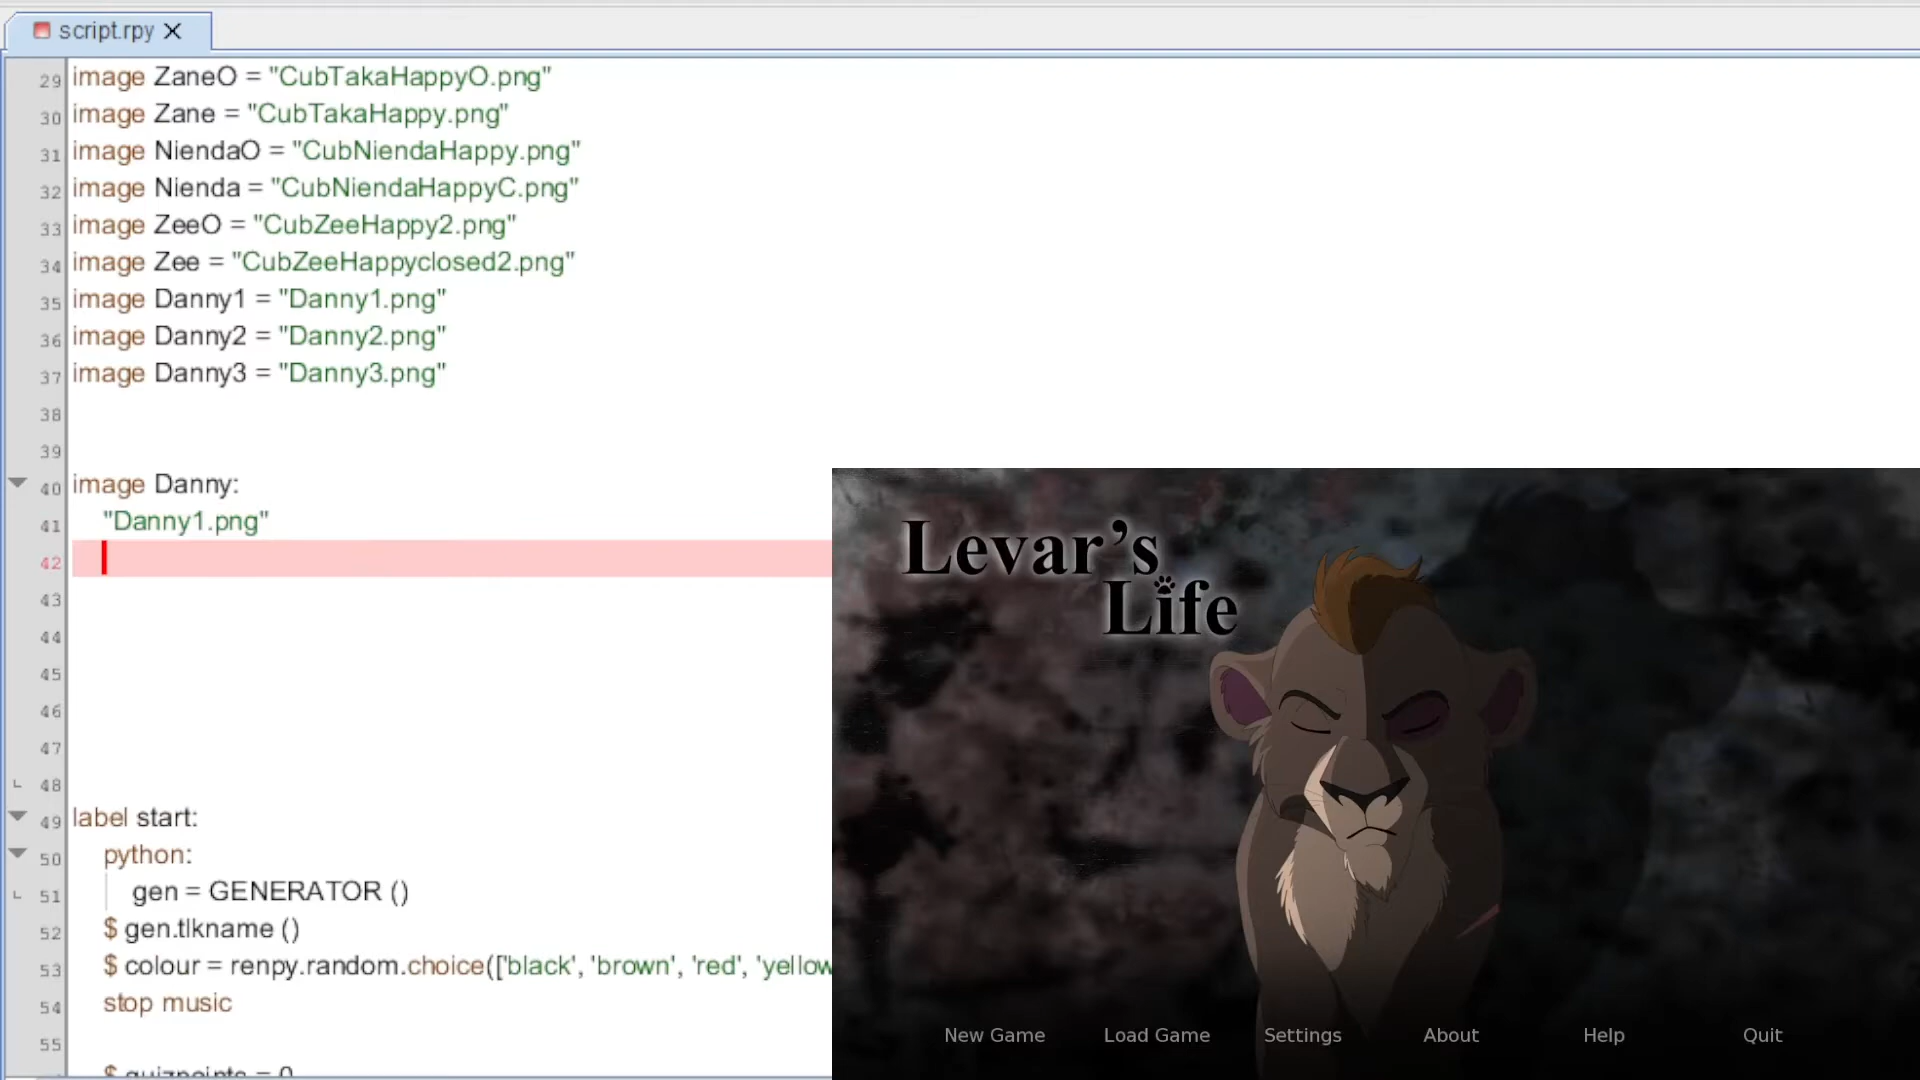 script.rpy
29 image ZaneO = "CubTakaHappyO.png"
30 image Zane = "CubTakaHappy.png"
31 image NiendaO = "CubNiendaHappy.png"
32 image Nienda = "CubNiendaHappyC.png"
33 image ZeeO = "CubZeeHappy2.png"
34 image Zee = "CubZeeHappyclosed2.png"
35 image Danny1 = "Danny1.png"
36 image Danny2 = "Danny2.png"
37 image Danny3 = "Danny3.png"
38
39
40 image Danny:
41 "Danny1.png"
42
43
44
45
46
47
48
49 label start:
50 python:
51 gen = GENERATOR ()
52 $ gen.tlkname ()
53 $ colour = renpy.random.choice(['black', 'brown', 'red', 'yellow
54 stop music
55
$ quizpoints = 0
Levar's
Life
New Game Load Game Settings About Help Quit